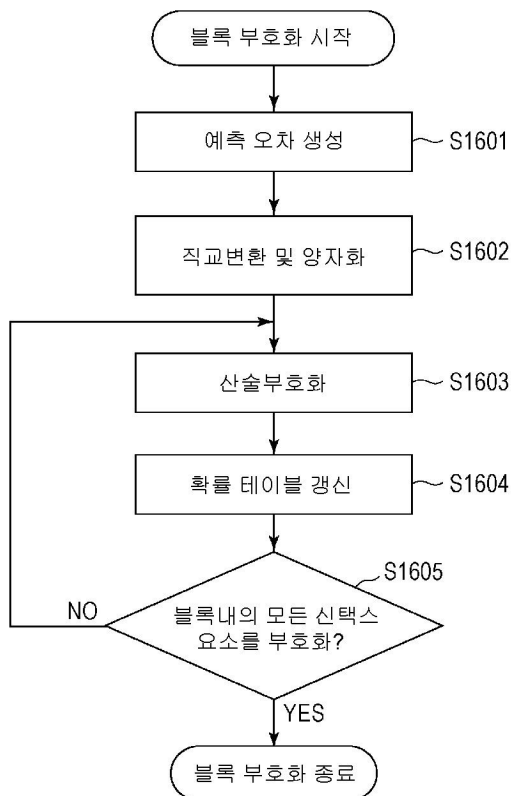 블록 부호화 시작
예측 오차 생성
S1601
직교변환 및 양자화
S1602
산술부호화
S1603
확률 테이블 갱신
S1604
S1605
블록내의 모든 신택스
요소를 부호화?
NO
YES
블록 부호화 종료